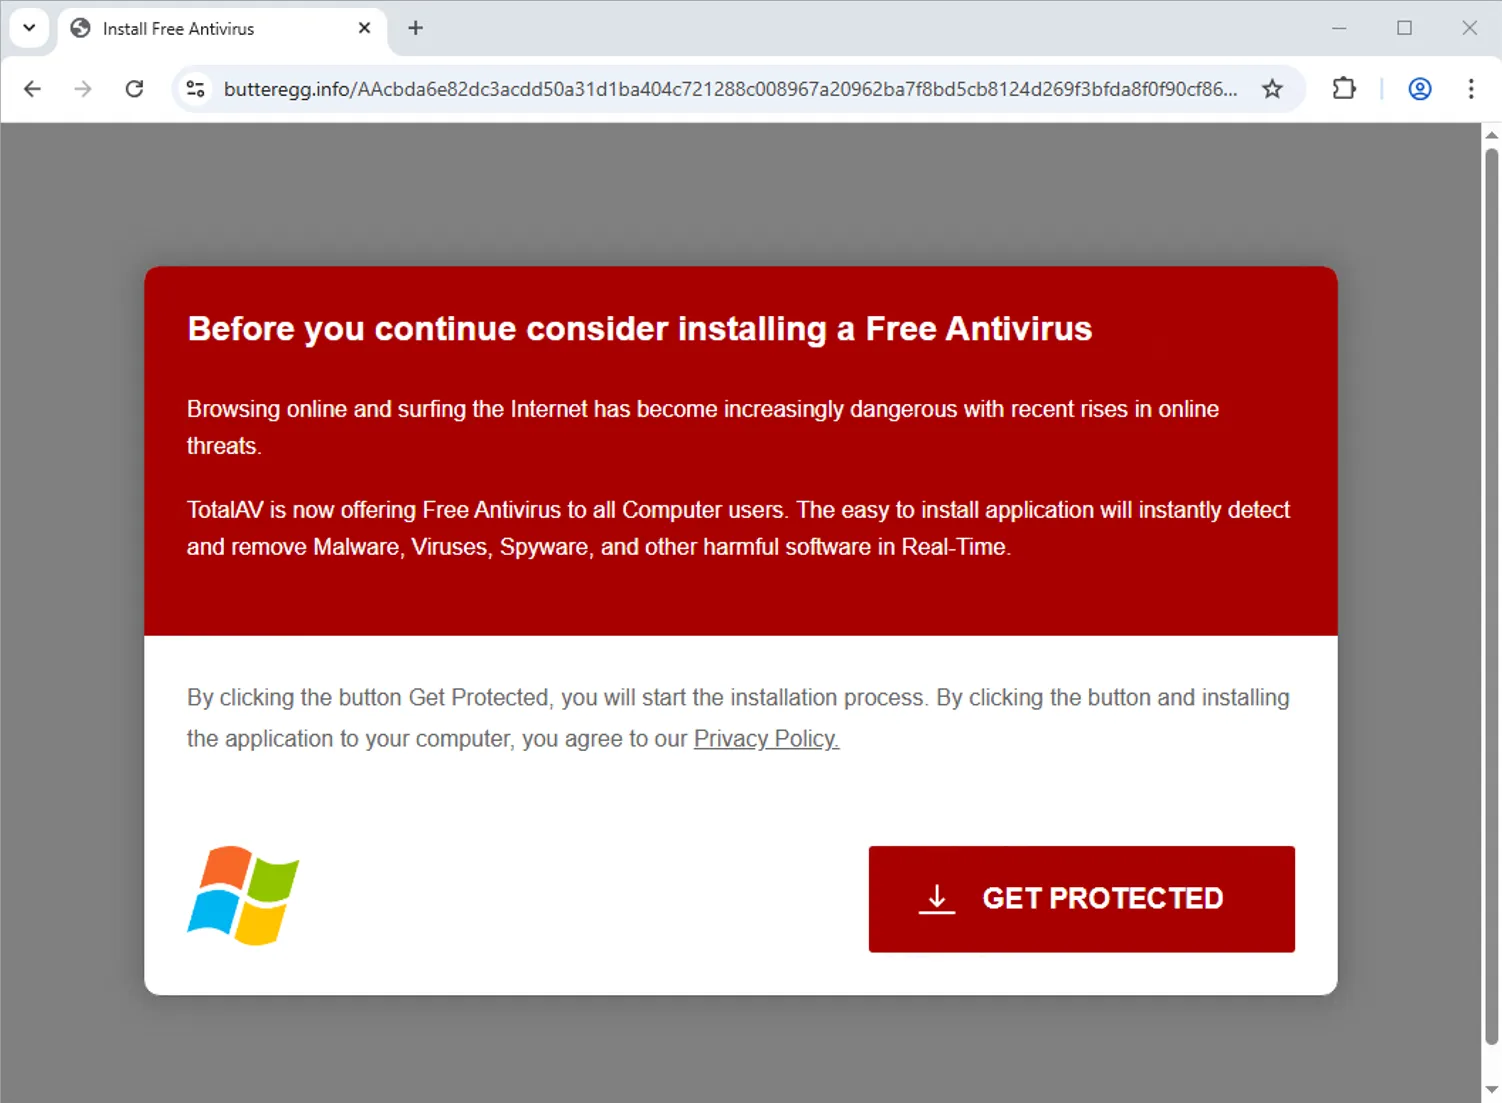 Install Free Antivirus
butteregg.info/AAcbda6e82dc3acdd50a31d1ba404c721288c008967a20962ba7f8bd5cb8124d269f3bfda8f0f90cf86...
Before you continue consider installing a Free Antivirus
Browsing online and surfing the Internet has become increasingly dangerous with recent rises in online
threats.
TotalAV is now offering Free Antivirus to all Computer users. The easy to install application will instantly detect
and remove Malware, Viruses, Spyware, and other harmful software in Real-Time.
By clicking the button Get Protected, you will start the installation process. By clicking the button and installing
the application to your computer, you agree to our Privacy Policy.
GET PROTECTED